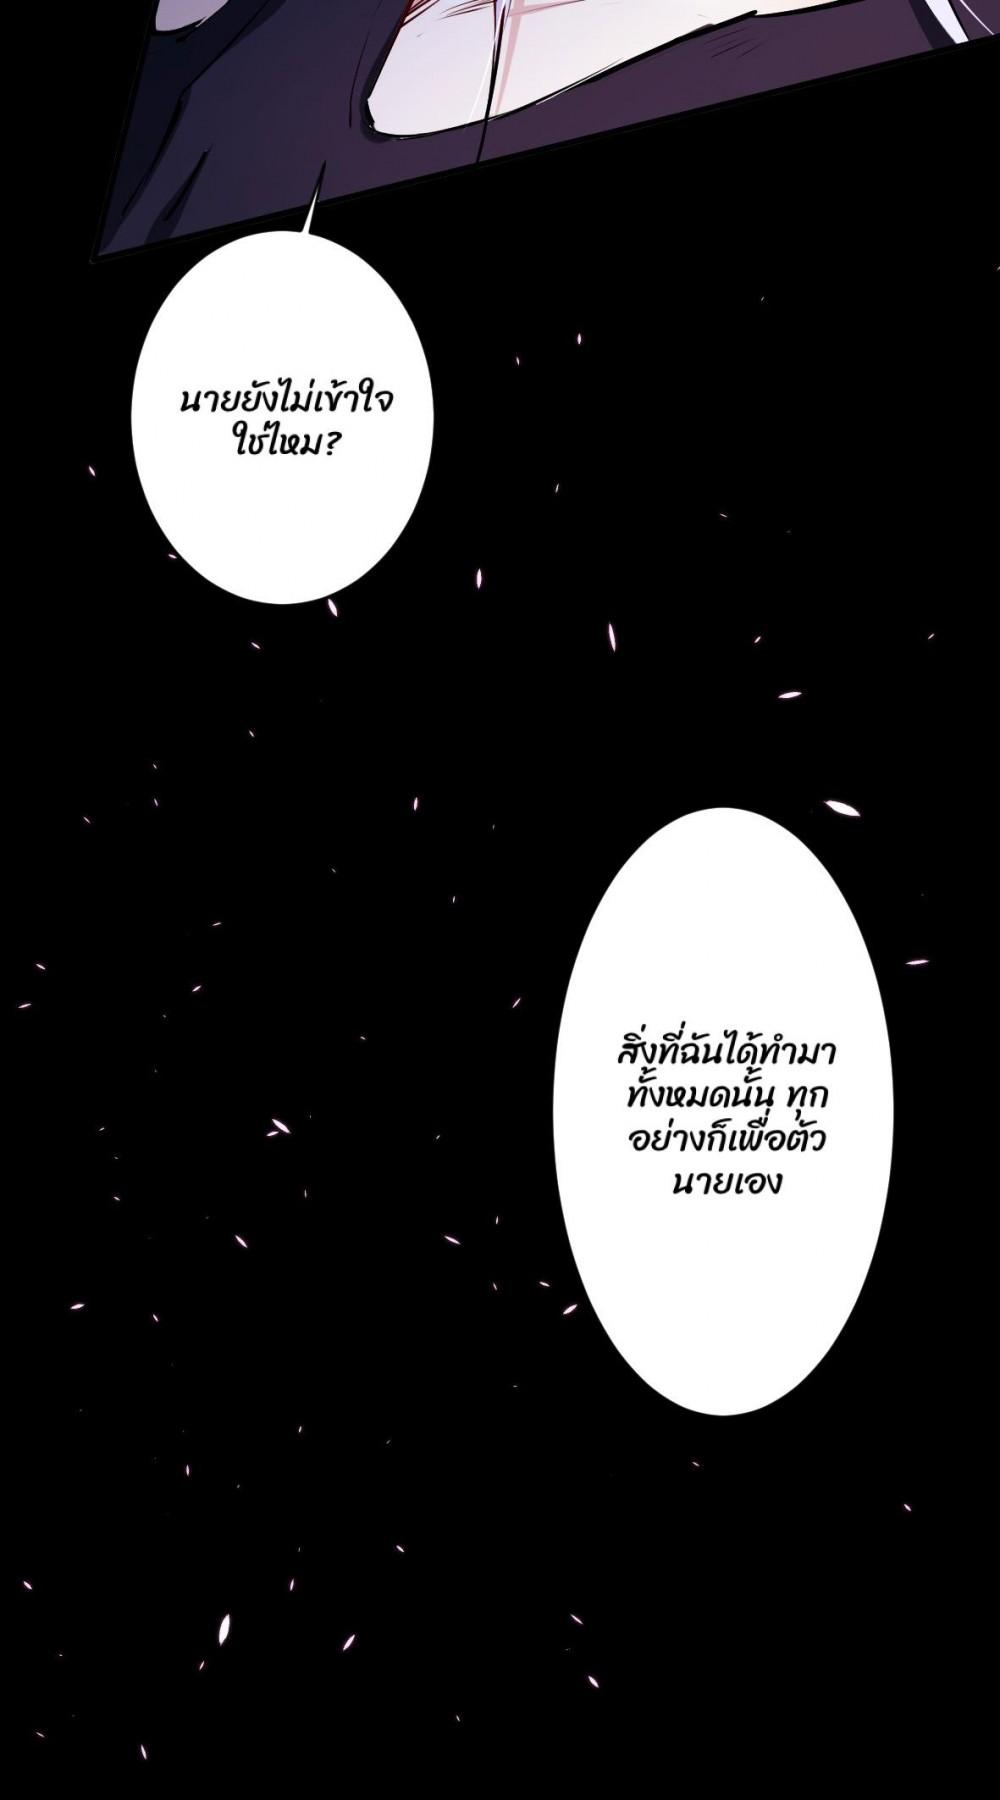 นายยังไม่เข้าใจ
ใช่ไหม?
สิ่งที่ฉันได้ทำมา
ทั้งหมดนั้น ทุก
อย่างก็เพื่อตัว
นายเอง